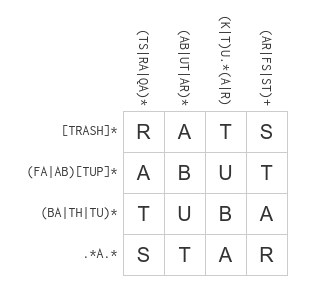 (TS|RA|QA)*
(AB|UT|AR)*
(K|T)U.*(A|R)
(AR|FS|ST)+
[TRASH]* R A T S
(FA|AB)[TUP]* A B U T
(BA|TH|TU)* T U B A
.*A.* S T A R